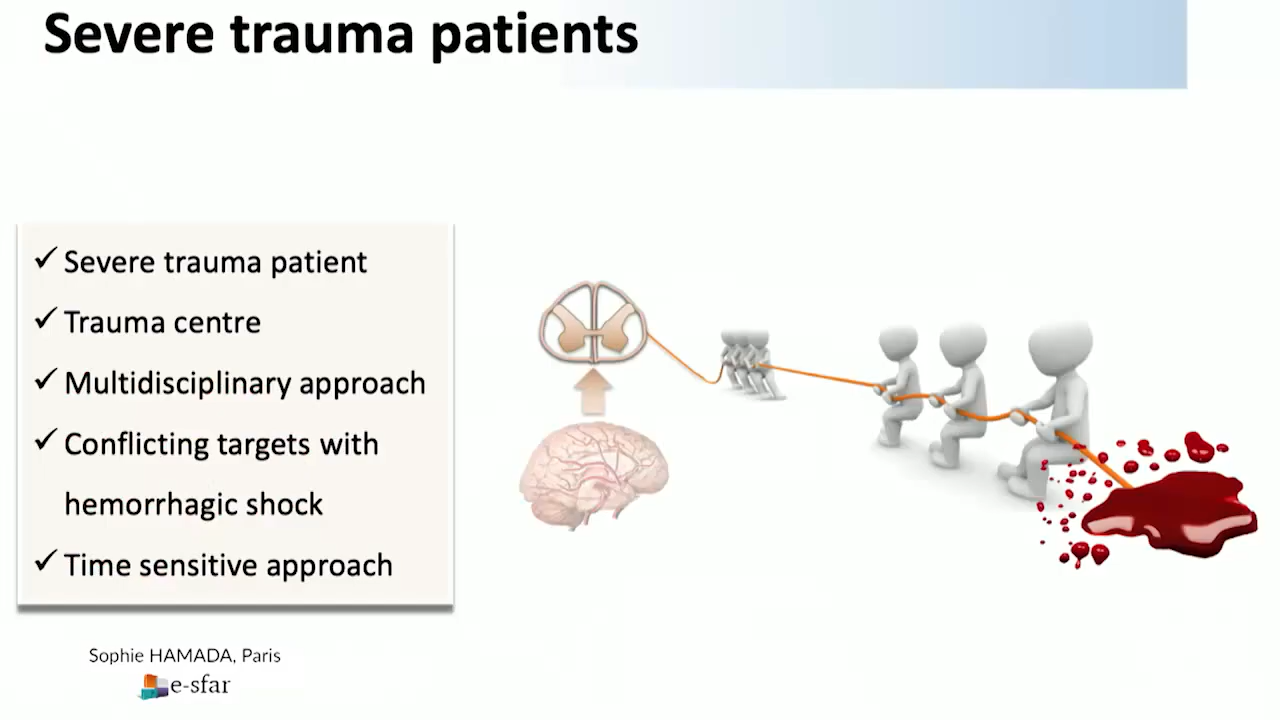 Severe trauma patients
✓ Severe trauma patient
✓ Trauma centre
✓ Multidisciplinary approach
✓ Conflicting targets with
hemorrhagic shock
✓ Time sensitive approach
Sophie HAMADA, Paris
e-sfar